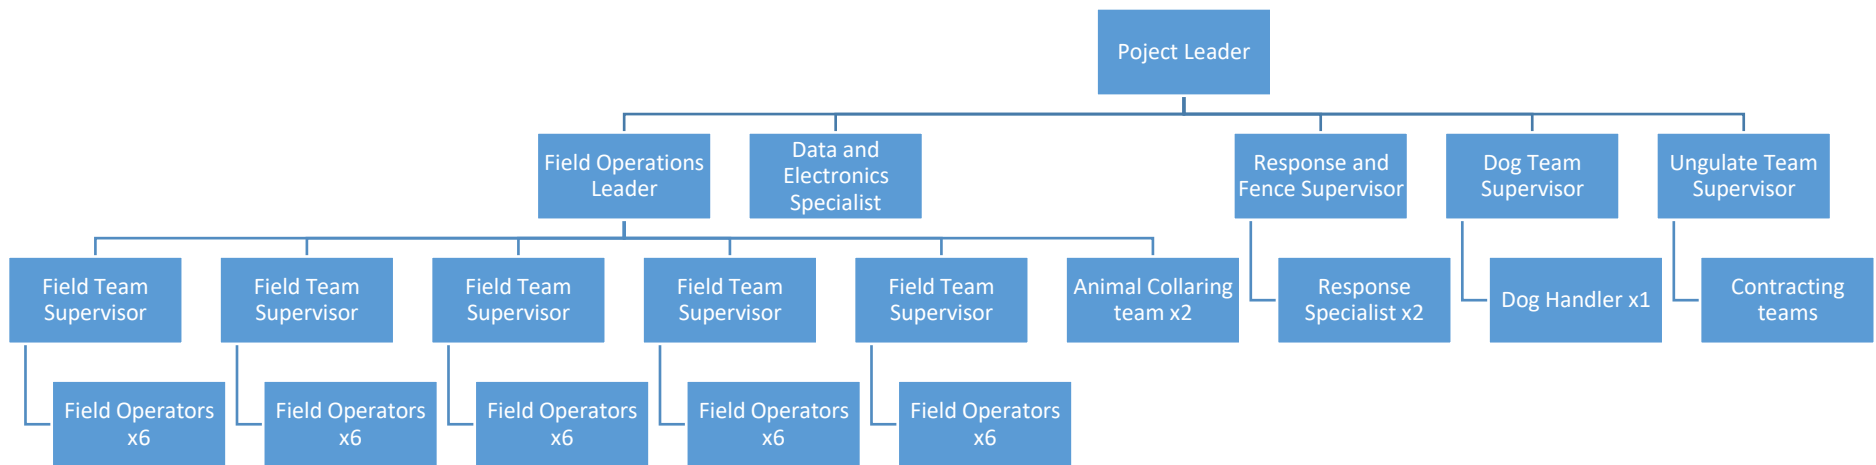 Poject Leader
Field Operations
Leader
Data and
Electronics
Specialist
Response and
Fence Supervisor
Dog Team
Supervisor
Ungulate Team
Supervisor
Field Team
Supervisor
Field Team
Supervisor
Field Team
Supervisor
Field Team
Supervisor
Field Team
Supervisor
Animal Collaring
team x2
Response
Specialist x2
Dog Handler x1
Contracting
teams
Field Operators
x6
Field Operators
x6
Field Operators
x6
Field Operators
x6
Field Operators
x6